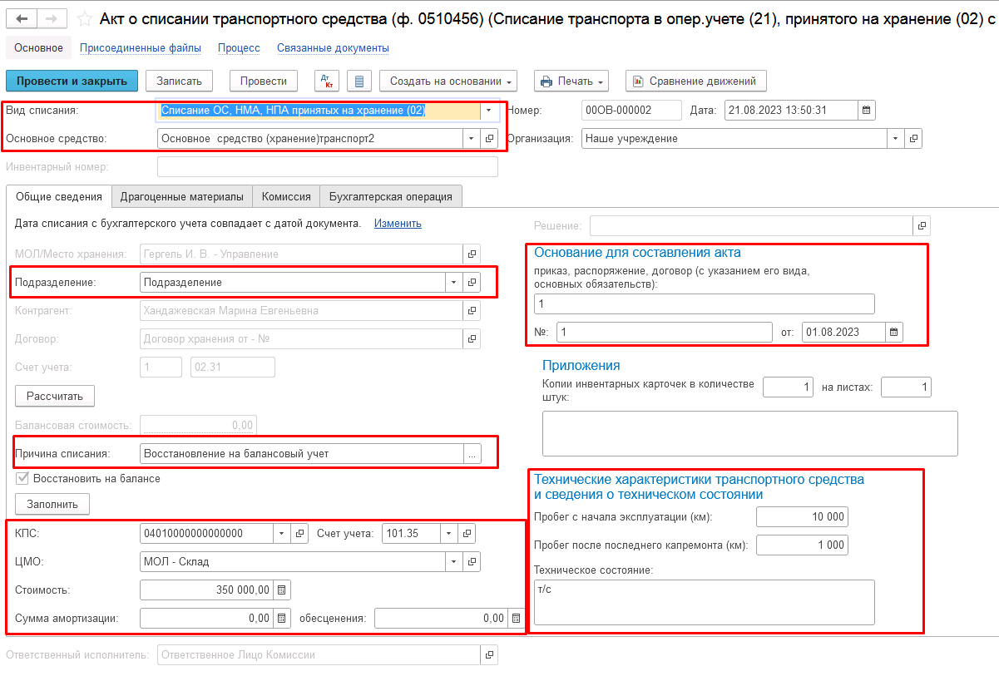 Акт о списании транспортного средства (ф. 0510456) (Списание транспорта в опер.учете (21), принятого на хранение (02) с
Основное Присоединенные файлы Процесс Связанные документы
Провести и закрыть Записать Провести Дт Кт Создать на основании Печать Сравнение движений
Вид списания: Списание ОС, НМА, НПА принятых на хранение (02) Номер: 00ОВ-000002 Дата: 21.08.2023 13:50:31
Основное средство: Основное средство (хранение)транспорт2 Организация: Наше учреждение
Инвентарный номер:
Общие сведения Драгоценные материалы Комиссия Бухгалтерская операция
Дата списания с бухгалтерского учета совпадает с датой документа. Изменить
МОЛ/Место хранения: Гергель И. В. - Управление
Подразделение: Подразделение
Контрагент: Хандажевская Марина Евгеньевна
Договор: Договор хранения от - №
Счет учета: 1 02.31
Рассчитать
Балансовая стоимость: 0,00
Причина списания: Восстановление на балансовый учет ...
Восстановить на балансе
Заполнить
КПС: 04010000000000000 Счет учета: 101.35
ЦМО: МОЛ - Склад
Стоимость: 350 000,00
Сумма амортизации: 0,00 обесценения: 0,00
Решение:
Основание для составления акта
приказ, распоряжение, договор (с указанием его вида,
основных обязательств):
1
№: 1 от: 01.08.2023
Приложения
Копии инвентарных карточек в количестве
штук: 1 на листах: 1
Технические характеристики транспортного средства
и сведения о техническом состоянии
Пробег с начала эксплуатации (км): 10 000
Пробег после последнего капремонта (км): 1 000
Техническое состояние:
т/с
Ответственный исполнитель: Ответственное Лицо Комиссии